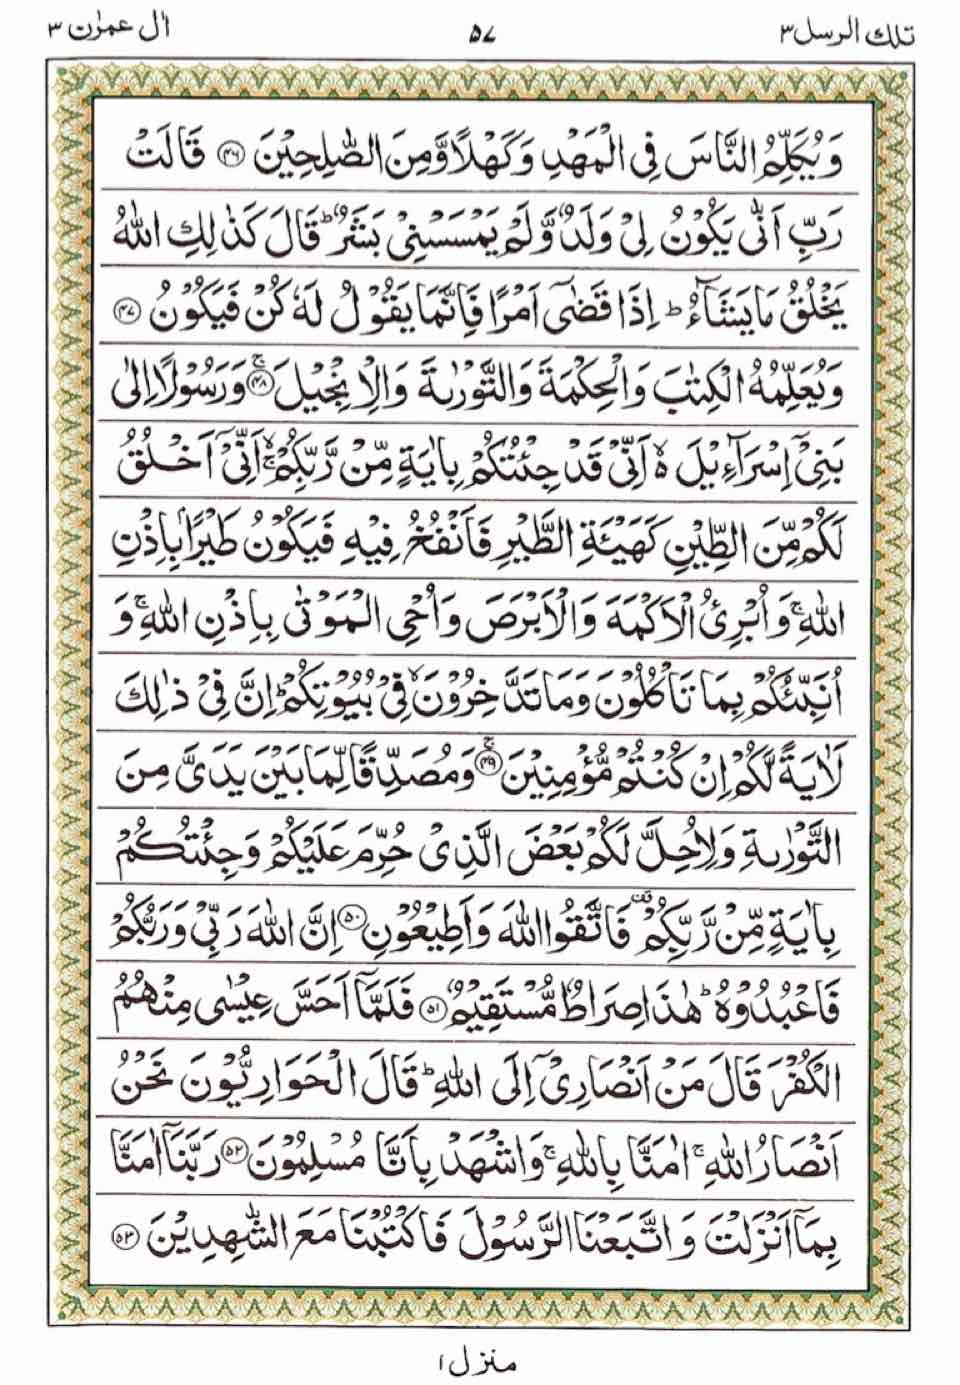 تلك الرسل ٣ ٥٧ اٰل عمرٰن ٣
وَيُكَلِّمُ النَّاسَ فِي الْمَهْدِ وَكَهْلًا وَّمِنَ الصّٰلِحِيْنَ ﴿۴۶﴾ قَالَتْ
رَبِّ اَنّٰى يَكُوْنُ لِيْ وَلَدٌ وَّلَمْ يَمْسَسْنِيْ بَشَرٌ ؕ قَالَ كَذٰلِكِ اللّٰهُ
يَخْلُقُ مَا يَشَآءُ ؕ اِذَا قَضٰۤى اَمْرًا فَاِنَّمَا يَقُوْلُ لَهٗ كُنْ فَيَكُوْنُ ﴿۴۷﴾
وَيُعَلِّمُهُ الْكِتٰبَ وَالْحِكْمَةَ وَالتَّوْرٰىةَ وَالْاِنْجِيْلَ ﴿۴۸﴾ۚ وَرَسُوْلًا اِلٰى
بَنِيْۤ اِسْرَآءِيْلَ ۙ۬ اَنِّيْ قَدْ جِئْتُكُمْ بِاٰيَةٍ مِّنْ رَّبِّكُمْ ۙۚ اَنِّيْۤ اَخْلُقُ
لَكُمْ مِّنَ الطِّيْنِ كَهَيْـَٔةِ الطَّيْرِ فَاَنْفُخُ فِيْهِ فَيَكُوْنُ طَيْرًۢا بِاِذْنِ
اللّٰهِ ۚ وَاُبْرِئُ الْاَكْمَهَ وَالْاَبْرَصَ وَاُحْيِ الْمَوْتٰى بِاِذْنِ اللّٰهِ ۚ وَ
اُنَبِّئُكُمْ بِمَا تَاْكُلُوْنَ وَمَا تَدَّخِرُوْنَ ۙ فِيْ بُيُوْتِكُمْ ؕ اِنَّ فِيْ ذٰلِكَ
لَاٰيَةً لَّكُمْ اِنْ كُنْتُمْ مُّؤْمِنِيْنَ ﴿۴۹﴾ۚ وَمُصَدِّقًا لِّمَا بَيْنَ يَدَيَّ مِنَ
التَّوْرٰىةِ وَلِاُحِلَّ لَكُمْ بَعْضَ الَّذِيْ حُرِّمَ عَلَيْكُمْ وَجِئْتُكُمْ
بِاٰيَةٍ مِّنْ رَّبِّكُمْ ۫ فَاتَّقُوا اللّٰهَ وَاَطِيْعُوْنِ ﴿۵۰﴾ اِنَّ اللّٰهَ رَبِّيْ وَرَبُّكُمْ
فَاعْبُدُوْهُ ؕ هٰذَا صِرَاطٌ مُّسْتَقِيْمٌ ﴿۵۱﴾ فَلَمَّاۤ اَحَسَّ عِيْسٰى مِنْهُمُ
الْكُفْرَ قَالَ مَنْ اَنْصَارِيْۤ اِلَى اللّٰهِ ؕ قَالَ الْحَوَارِيُّوْنَ نَحْنُ
اَنْصَارُ اللّٰهِ ۚ اٰمَنَّا بِاللّٰهِ ۚ وَاشْهَدْ بِاَنَّا مُسْلِمُوْنَ ﴿۵۲﴾ رَبَّنَاۤ اٰمَنَّا
بِمَاۤ اَنْزَلْتَ وَاتَّبَعْنَا الرَّسُوْلَ فَاكْتُبْنَا مَعَ الشّٰهِدِيْنَ ﴿۵۳﴾
منزل ١